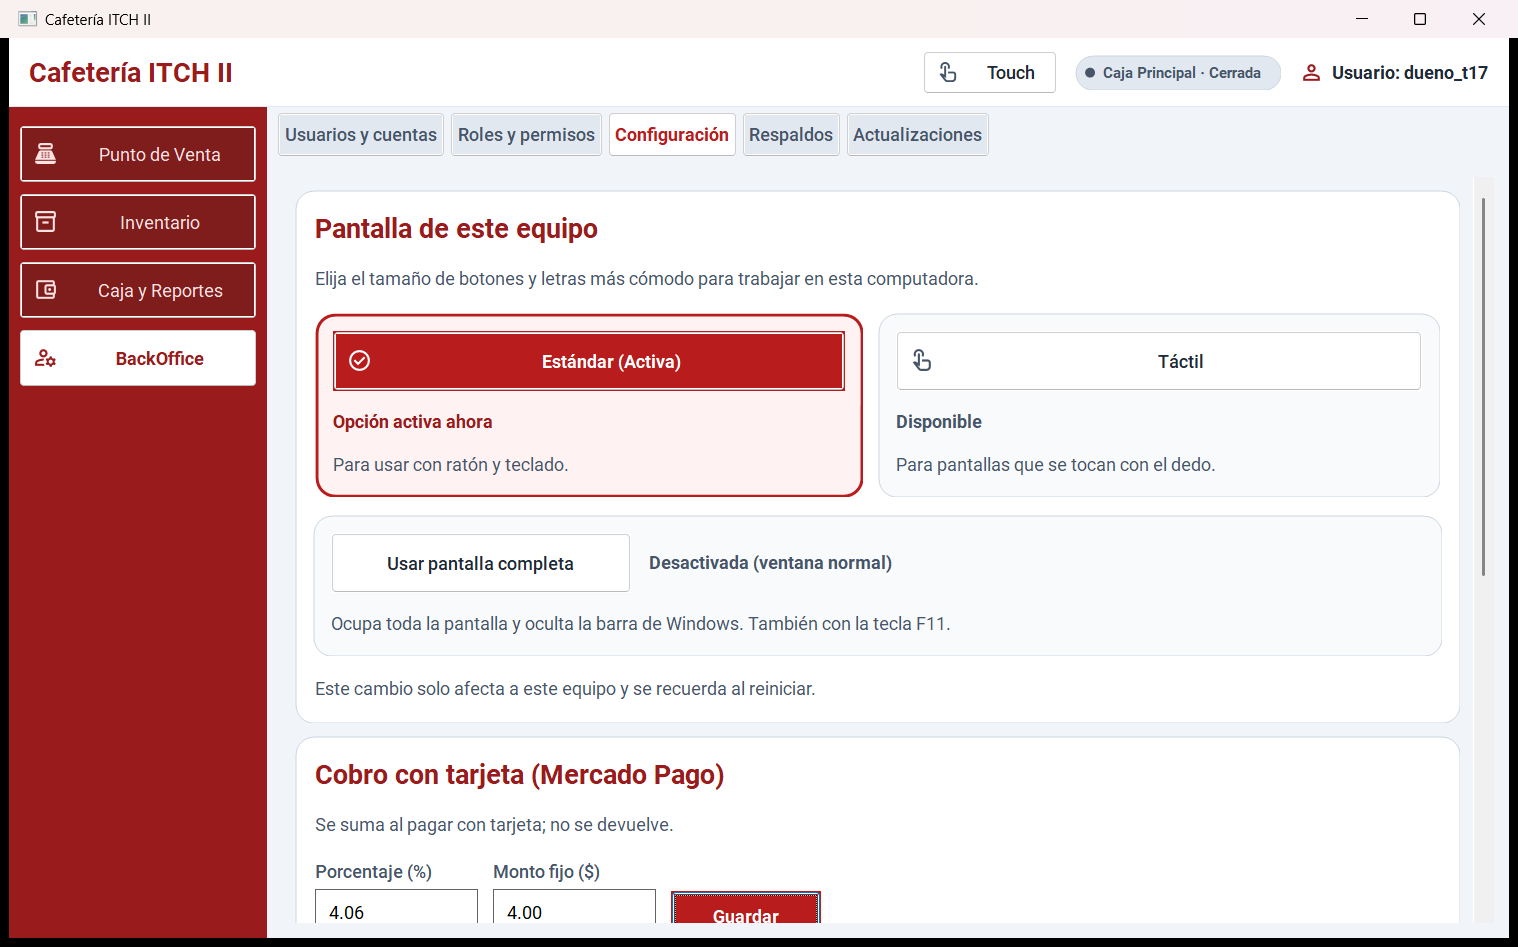 Cafetería ITCH II
Cafetería ITCH II
Touch
Caja Principal · Cerrada
Usuario: dueno_t17
Punto de Venta
Inventario
Caja y Reportes
BackOffice
Usuarios y cuentas
Roles y permisos
Configuración
Respaldos
Actualizaciones
Pantalla de este equipo
Elija el tamaño de botones y letras más cómodo para trabajar en esta computadora.
Estándar (Activa)
Opción activa ahora
Para usar con ratón y teclado.
Táctil
Disponible
Para pantallas que se tocan con el dedo.
Usar pantalla completa
Desactivada (ventana normal)
Ocupa toda la pantalla y oculta la barra de Windows. También con la tecla F11.
Este cambio solo afecta a este equipo y se recuerda al reiniciar.
Cobro con tarjeta (Mercado Pago)
Se suma al pagar con tarjeta; no se devuelve.
Porcentaje (%)
Monto fijo ($)
4.06
4.00
Guardar